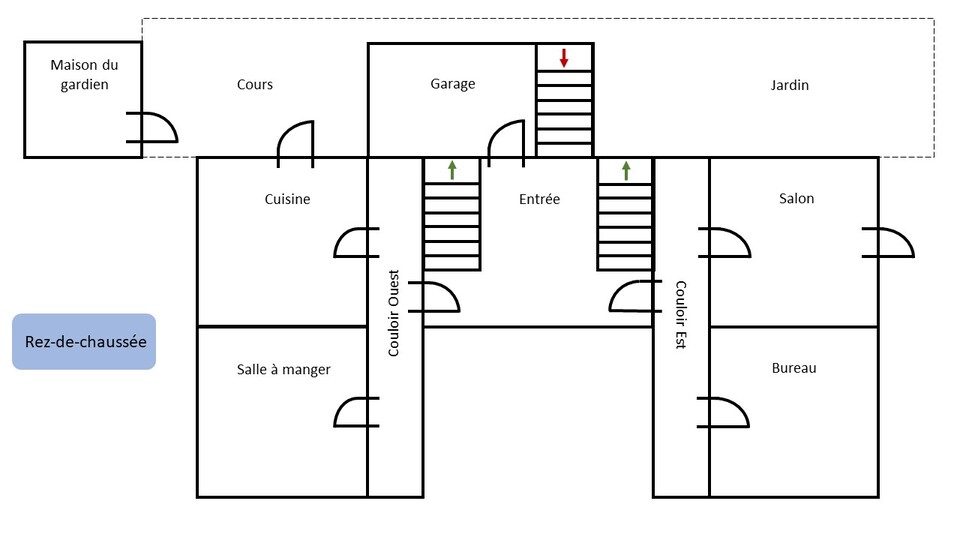 Maison du
gardien
Cours
Garage
Jardin
Cuisine
Entrée
Salon
Couloir Ouest
Couloir Est
Rez-de-chaussée
Salle à manger
Bureau